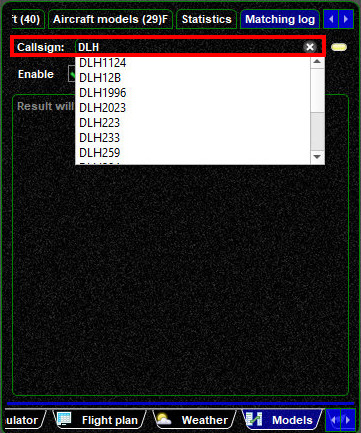 ft (40) Aircraft models (29)F Statistics Matching log
Callsign: DLH
DLH1124
Enable DLH12B
DLH1996
Result will DLH2023
DLH223
DLH233
DLH259
ulator Flight plan Weather Models